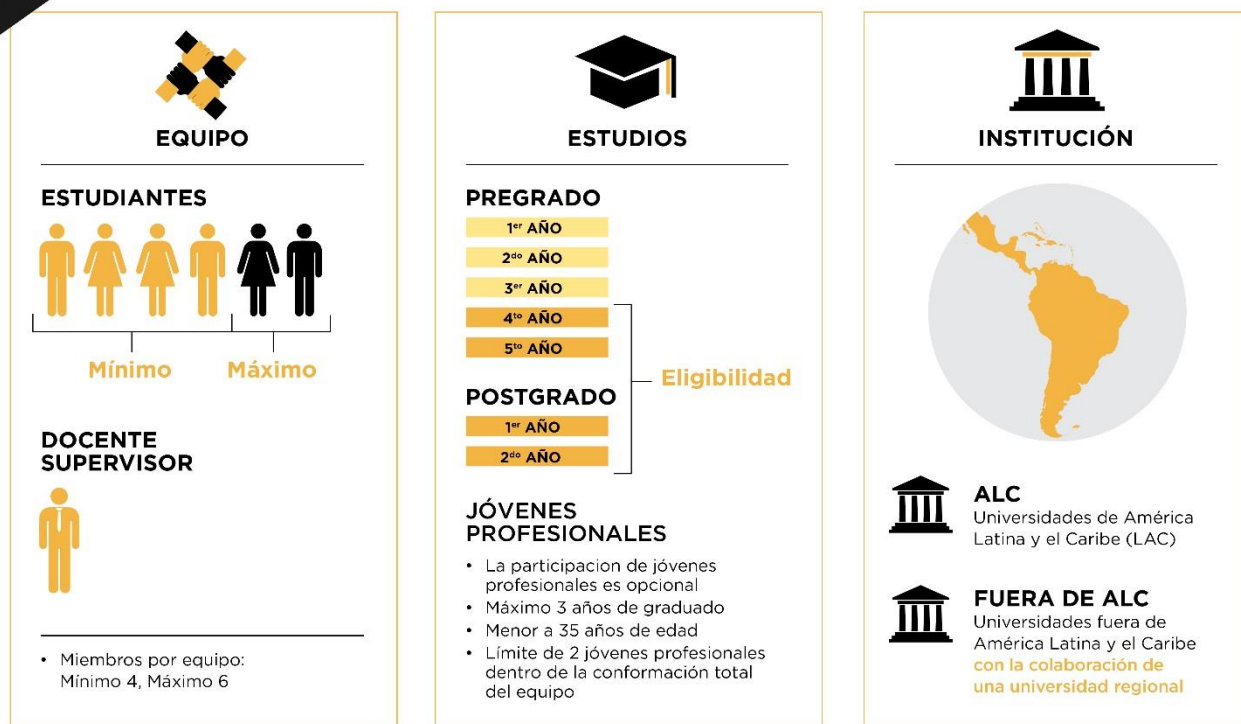 EQUIPO
ESTUDIANTES
Mínimo
Máximo
DOCENTE
SUPERVISOR
• Miembros por equipo:
Mínimo 4, Máximo 6
ESTUDIOS
PREGRADO
1er AÑO
2do AÑO
3er AÑO
4to AÑO
5to AÑO
Eligibilidad
POSTGRADO
1er AÑO
2do AÑO
JÓVENES
PROFESIONALES
• La participacion de jóvenes
profesionales es opcional
• Máximo 3 años de graduado
• Menor a 35 años de edad
• Límite de 2 jóvenes profesionales
dentro de la conformación total
del equipo
INSTITUCIÓN
ALC
Universidades de América
Latina y el Caribe (LAC)
FUERA DE ALC
Universidades fuera de
América Latina y el Caribe
con la colaboración de
una universidad regional